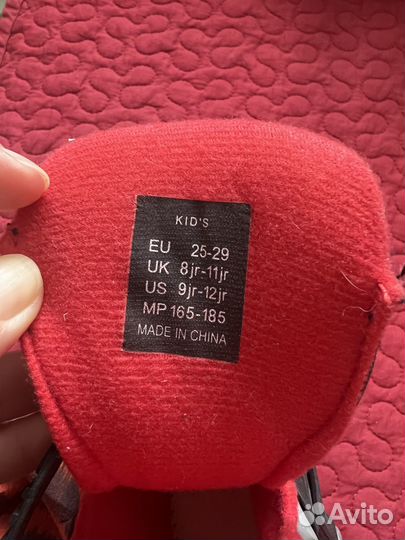 KID'S
EU 25-29
UK 8jr-11jr
US 9jr-12jr
MP 165-185
MADE IN CHINA
Avito